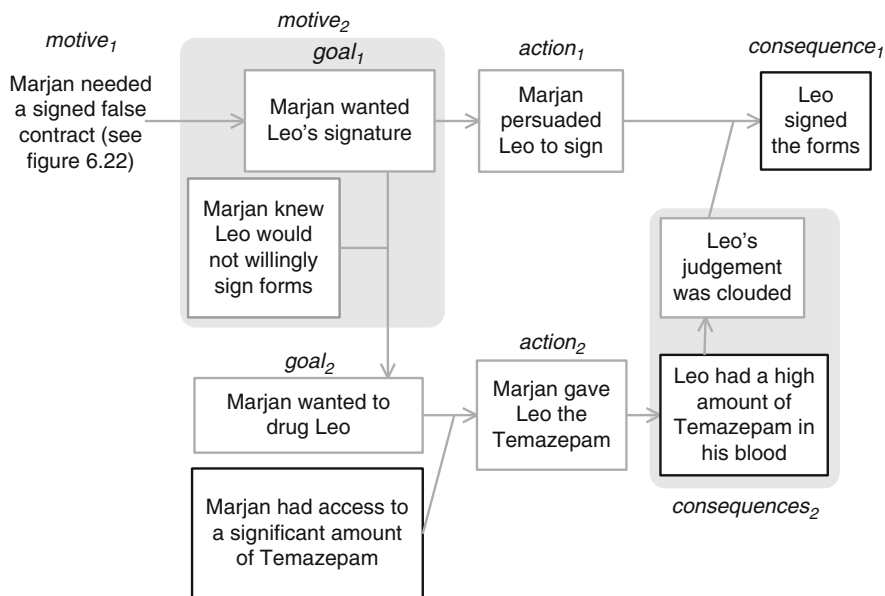 motive₁
Marjan needed
a signed false
contract (see
figure 6.22)
motive₂
goal₁
Marjan wanted
Leo's signature
Marjan knew
Leo would
not willingly
sign forms
action₁
Marjan
persuaded
Leo to sign
consequence₁
Leo
signed
the forms
Leo's
judgement
was clouded
goal₂
Marjan wanted to
drug Leo
Marjan had access to
a significant amount
of Temazepam
action₂
Marjan gave
Leo the
Temazepam
Leo had a high
amount of
Temazepam in
his blood
consequences₂